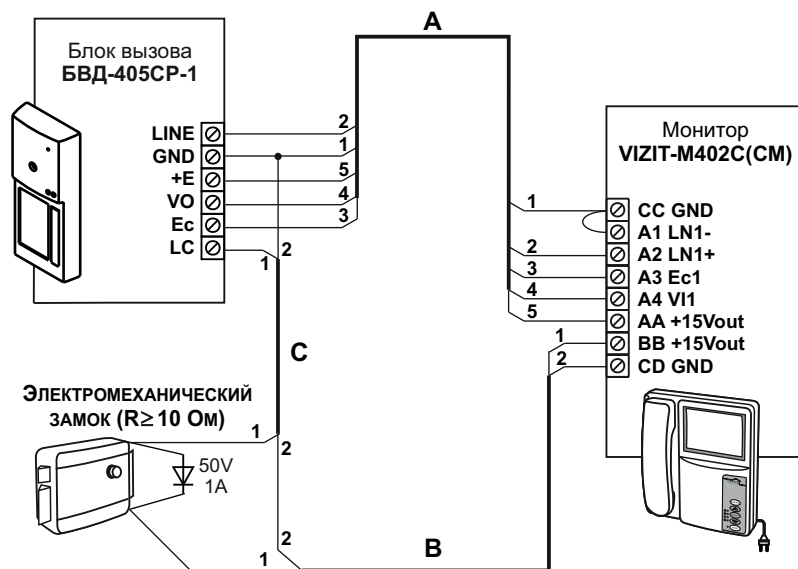 A
Блок вызова
БВД-405CP-1
LINE
GND
+E
VO
Ec
LC
2
1
5
4
3
2
1
Монитор
VIZIT-M402C(CM)
1
2
3
4
5
1
2
CC GND
A1 LN1-
A2 LN1+
A3 Ec1
A4 VI1
AA +15Vout
BB +15Vout
CD GND
C
ЭЛЕКТРОМЕХАНИЧЕСКИЙ
ЗАМОК (R≥ 10 ОМ)
1
2
50V
1A
2
1
B